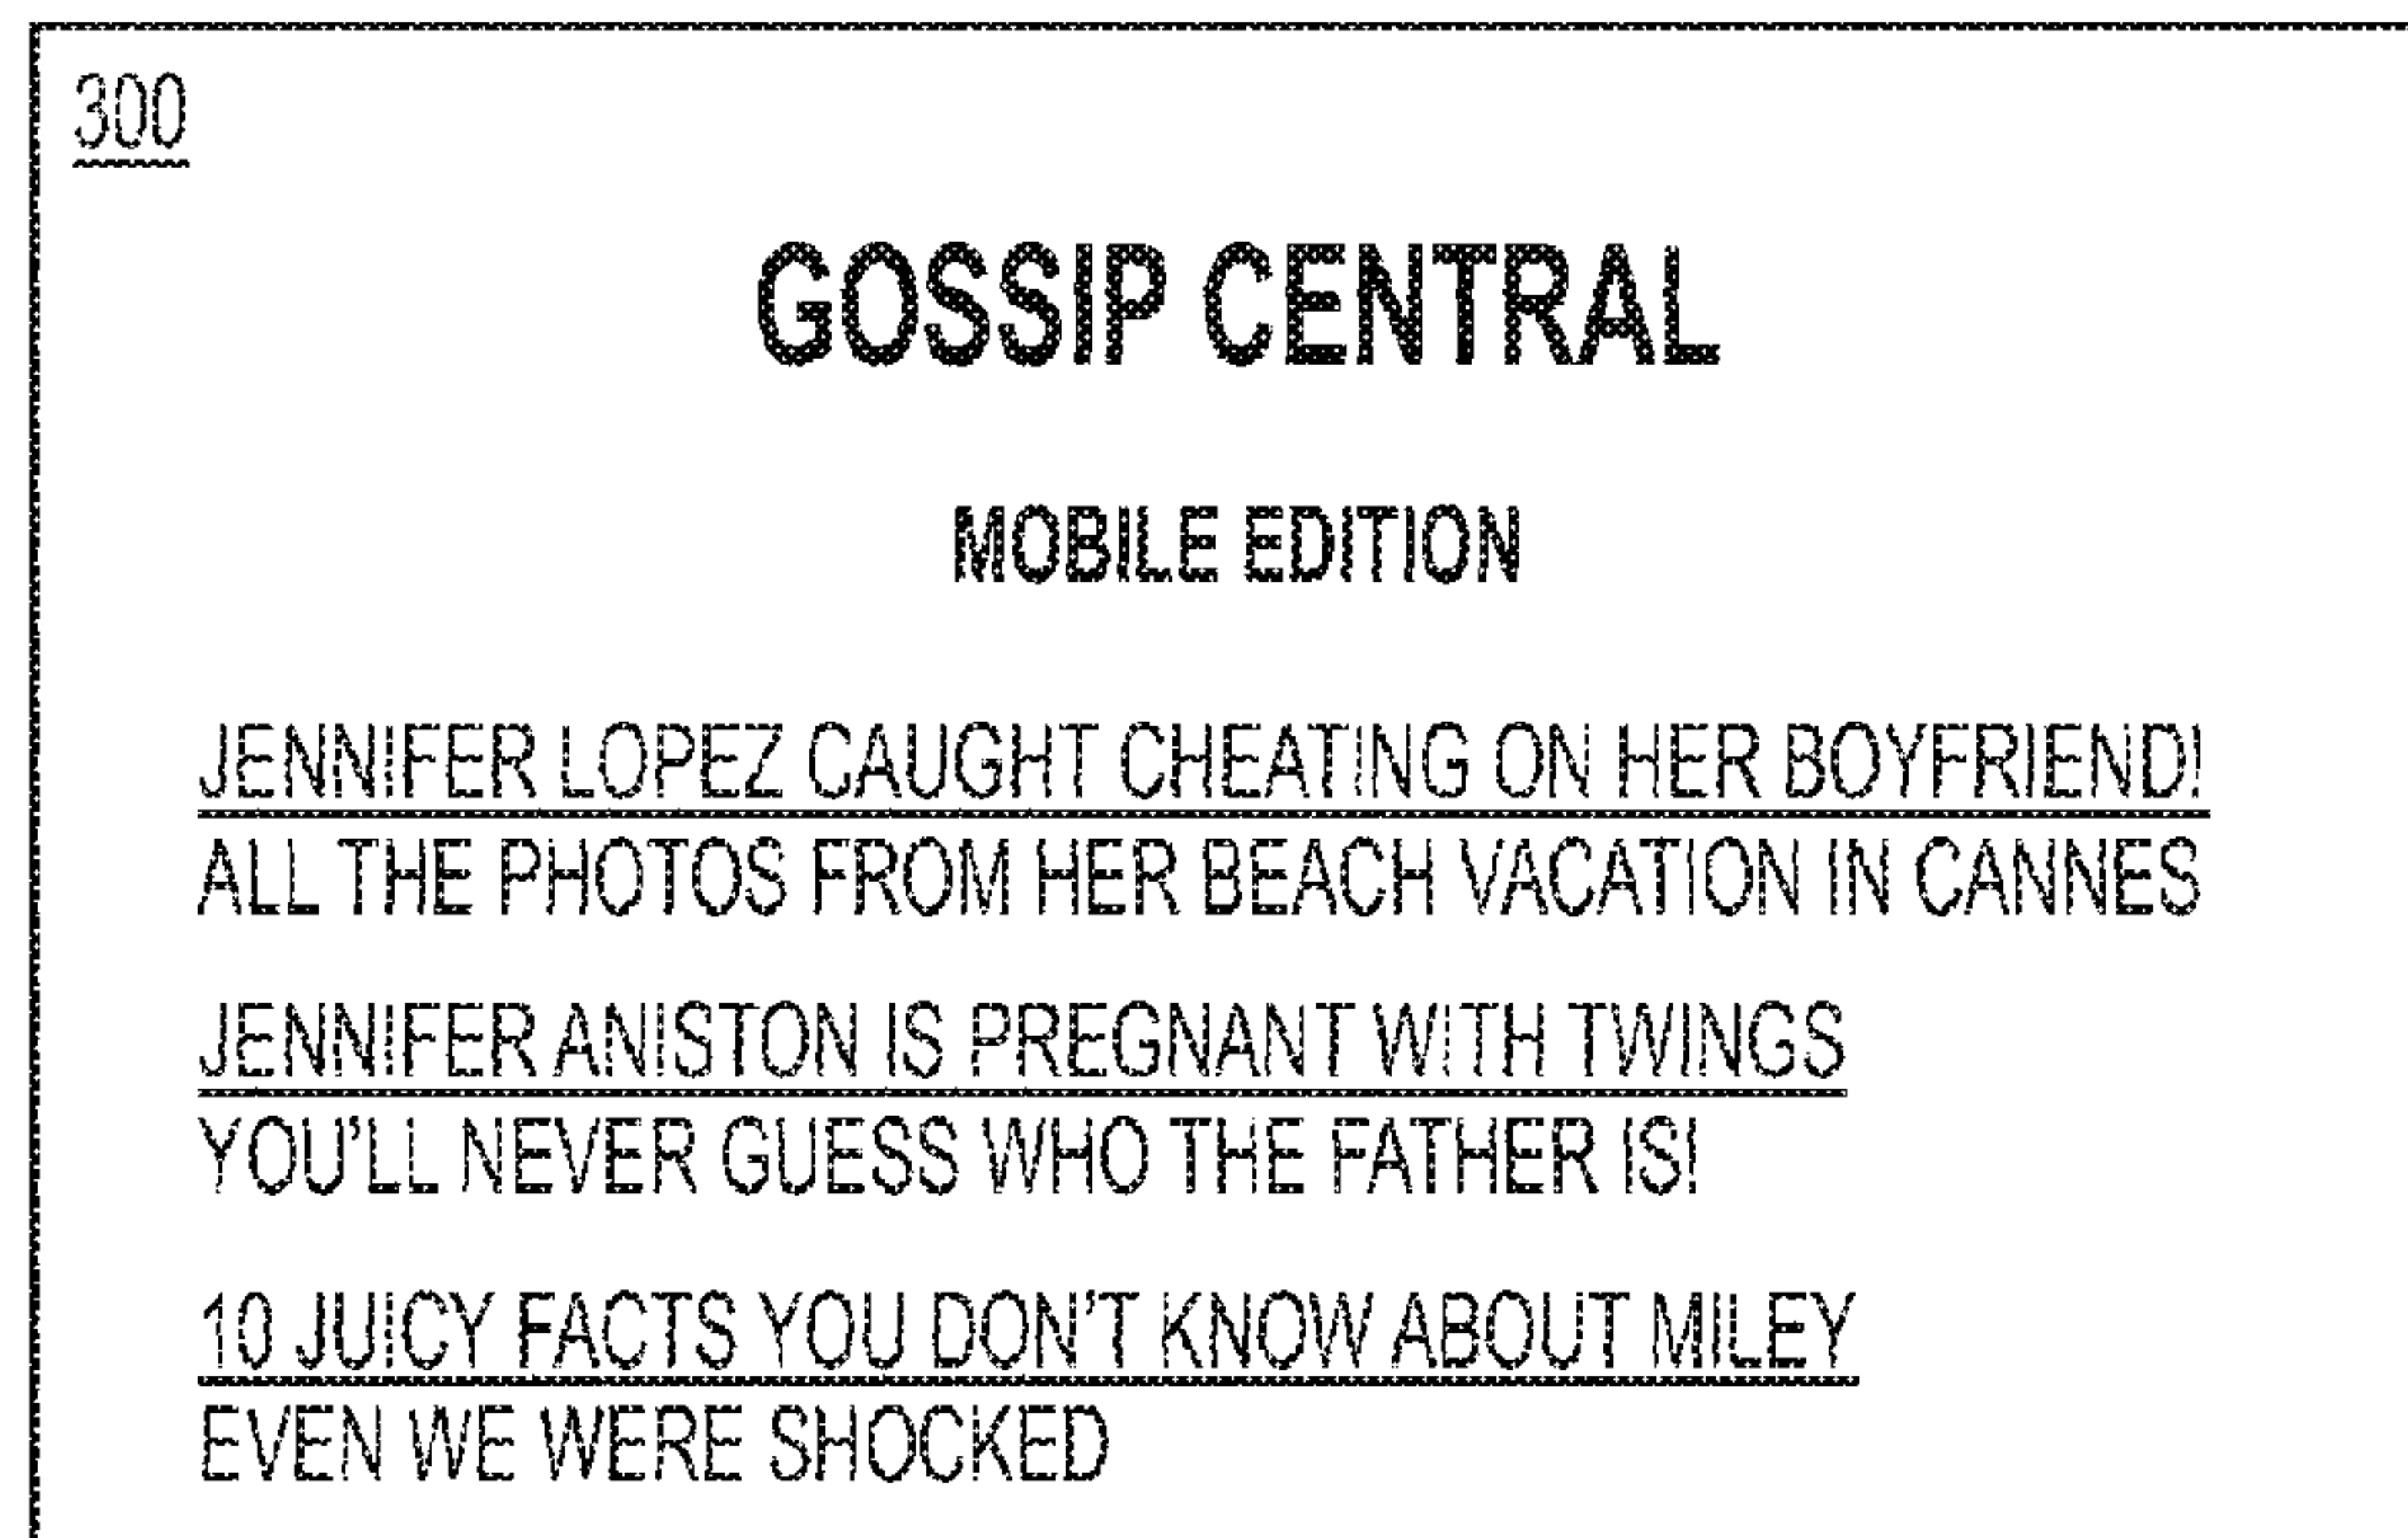 300
GOSSIP CENTRAL
MOBILE EDITION
JENNIFER LOPEZ CAUGHT CHEATING ON HER BOYFRIEND!
ALL THE PHOTOS FROM HER BEACH VACATION IN CANNES
JENNIFER ANISTON IS PREGNANT WITH TWINGS
YOU'LL NEVER GUESS WHO THE FATHER IS!
10 JUICY FACTS YOU DON'T KNOW ABOUT MILEY
EVEN WE WERE SHOCKED